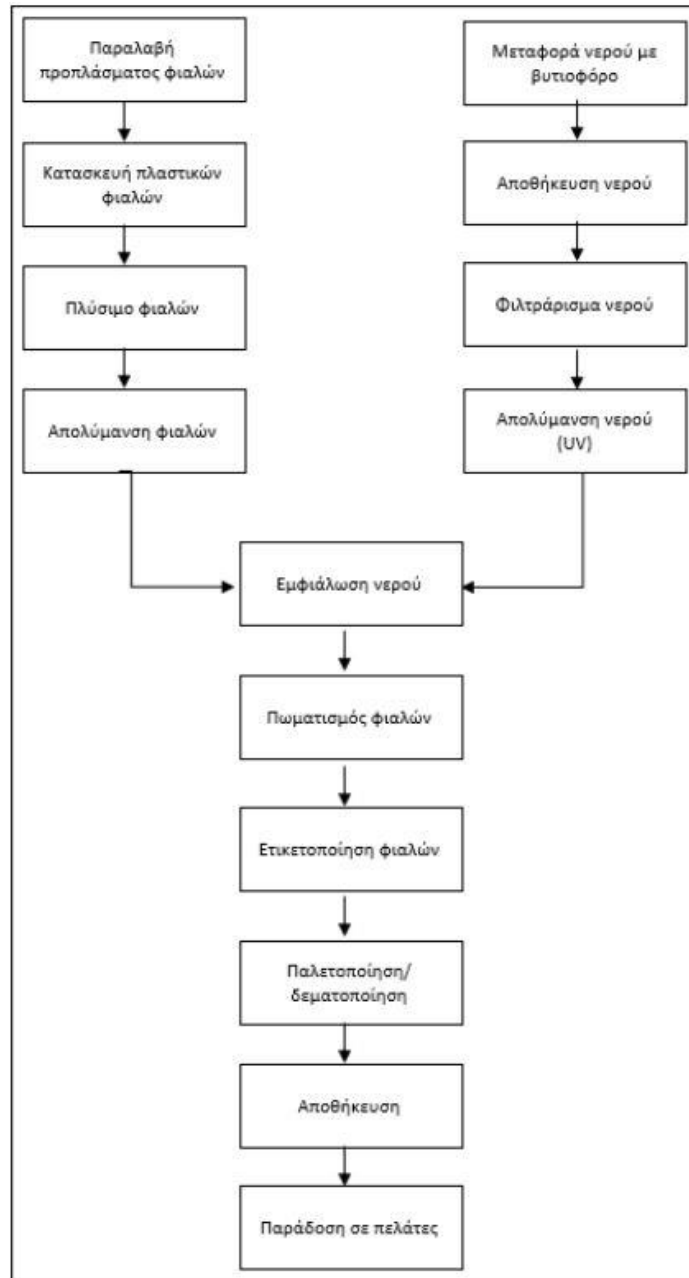 Παραλαβή
προπλάσματος φιαλών
Κατασκευή πλαστικών
φιαλών
Πλύσιμο φιαλών
Απολύμανση φιαλών
Μεταφορά νερού με
βυτιοφόρο
Αποθήκευση νερού
Φιλτράρισμα νερού
Απολύμανση νερού
(UV)
Εμφιάλωση νερού
Πωματισμός φιαλών
Ετικετοποίηση φιαλών
Παλετοποίηση/
δεματοποίηση
Αποθήκευση
Παράδοση σε πελάτες